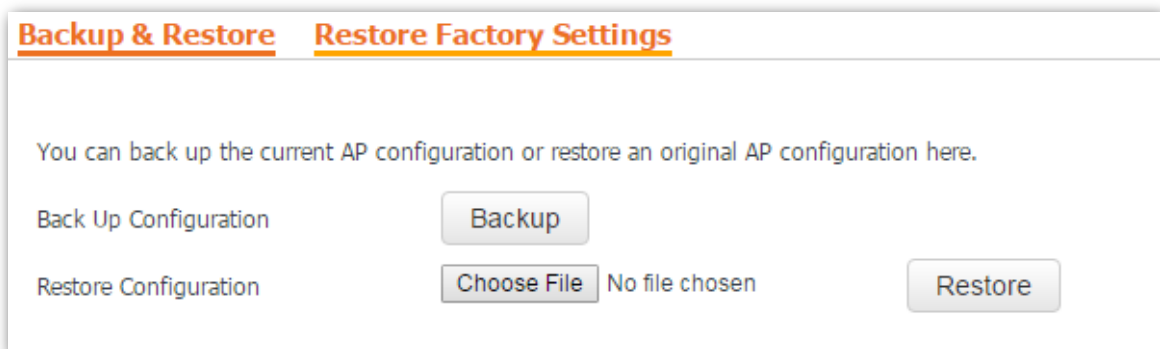 Backup & Restore Restore Factory Settings
You can back up the current AP configuration or restore an original AP configuration here.
Back Up Configuration Backup
Restore Configuration Choose File No file chosen Restore